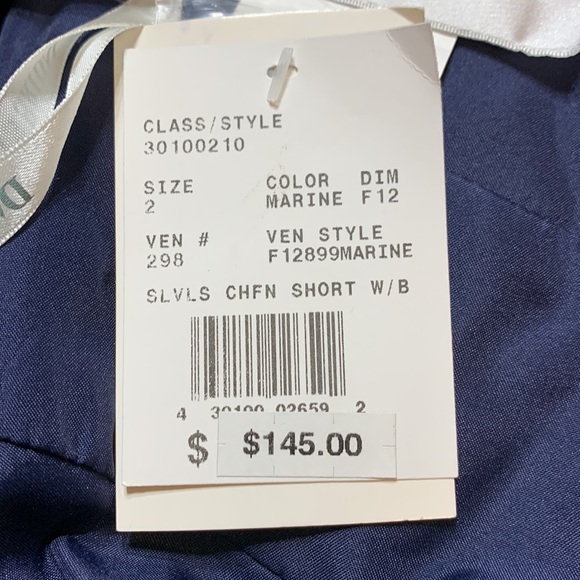 CLASS/STYLE
30100210
SIZE COLOR DIM
2 MARINE F12
VEN # VEN STYLE
298 F12899MARINE
SLVLS CHFN SHORT W/B
4 30100 02659 2
$ $145.00